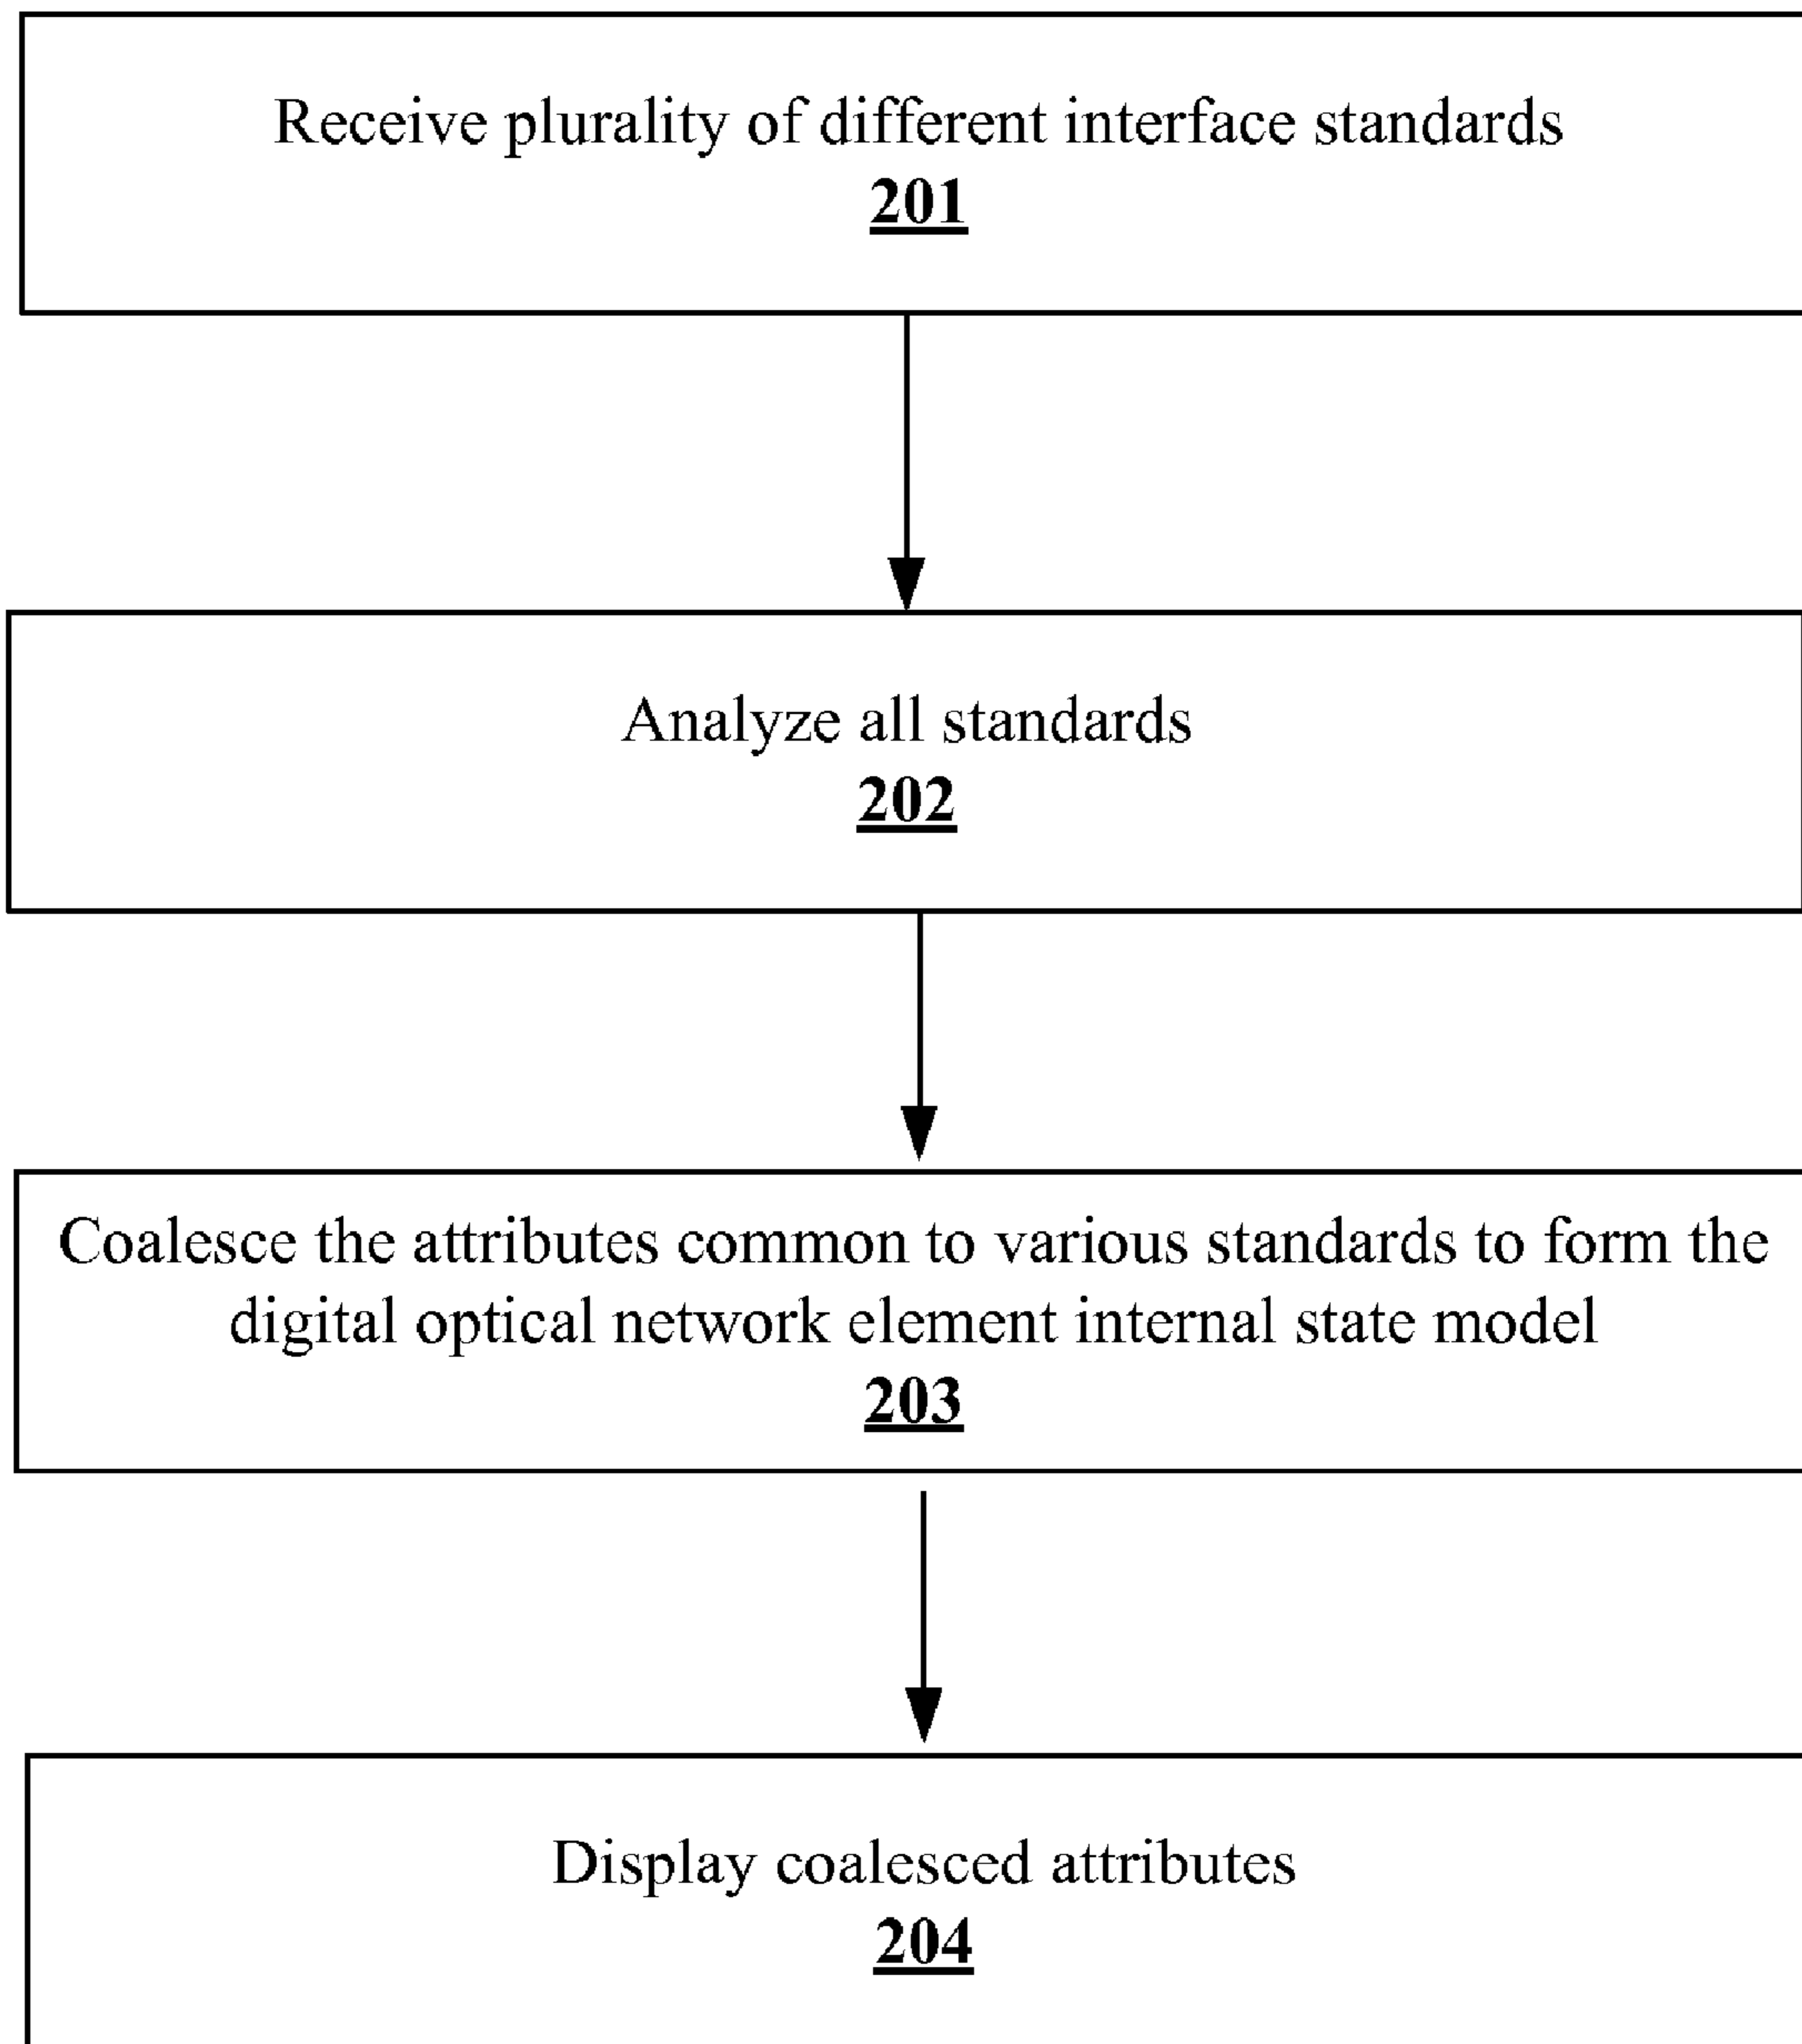 Receive plurality of different interface standards
201
Analyze all standards
202
Coalesce the attributes common to various standards to form the
digital optical network element internal state model
203
Display coalesced attributes
204